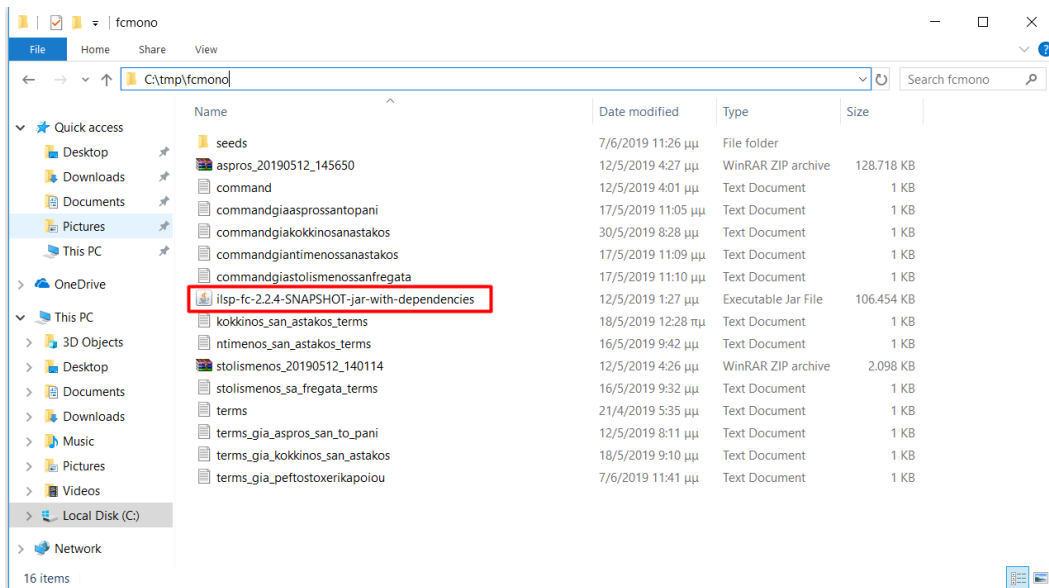 fcmono
File Home Share View
C:\tmp\fcmono Search fcmono
Name Date modified Type Size
Quick access
Desktop
Downloads
Documents
Pictures
This PC
OneDrive
This PC
3D Objects
Desktop
Documents
Downloads
Music
Pictures
Videos
Local Disk (C:)
Network
seeds 7/6/2019 11:26 μμ File folder
aspros_20190512_145650 12/5/2019 4:27 μμ WinRAR ZIP archive 128.718 KB
command 12/5/2019 4:01 μμ Text Document 1 KB
commandgiaasprossantopani 17/5/2019 11:05 μμ Text Document 1 KB
commandgiakokkinosanastakos 30/5/2019 8:28 μμ Text Document 1 KB
commandgiantimenossanastakos 17/5/2019 11:09 μμ Text Document 1 KB
commandgiastolismenossanfregata 17/5/2019 11:10 μμ Text Document 1 KB
ilsp-fc-2.2.4-SNAPSHOT-jar-with-dependencies 12/5/2019 1:27 μμ Executable Jar File 106.454 KB
kokkinos_san_astakos_terms 18/5/2019 12:28 πμ Text Document 1 KB
ntimenos_san_astakos_terms 16/5/2019 9:42 μμ Text Document 1 KB
stolismenos_20190512_140114 12/5/2019 4:26 μμ WinRAR ZIP archive 2.098 KB
stolismenos_sa_fregata_terms 16/5/2019 9:32 μμ Text Document 1 KB
terms 21/4/2019 5:35 μμ Text Document 1 KB
terms_gia_aspros_san_to_pani 12/5/2019 8:11 μμ Text Document 1 KB
terms_gia_kokkinos_san_astakos 18/5/2019 9:10 μμ Text Document 1 KB
terms_gia_peftostoxerikapoiou 7/6/2019 11:41 μμ Text Document 1 KB
16 items